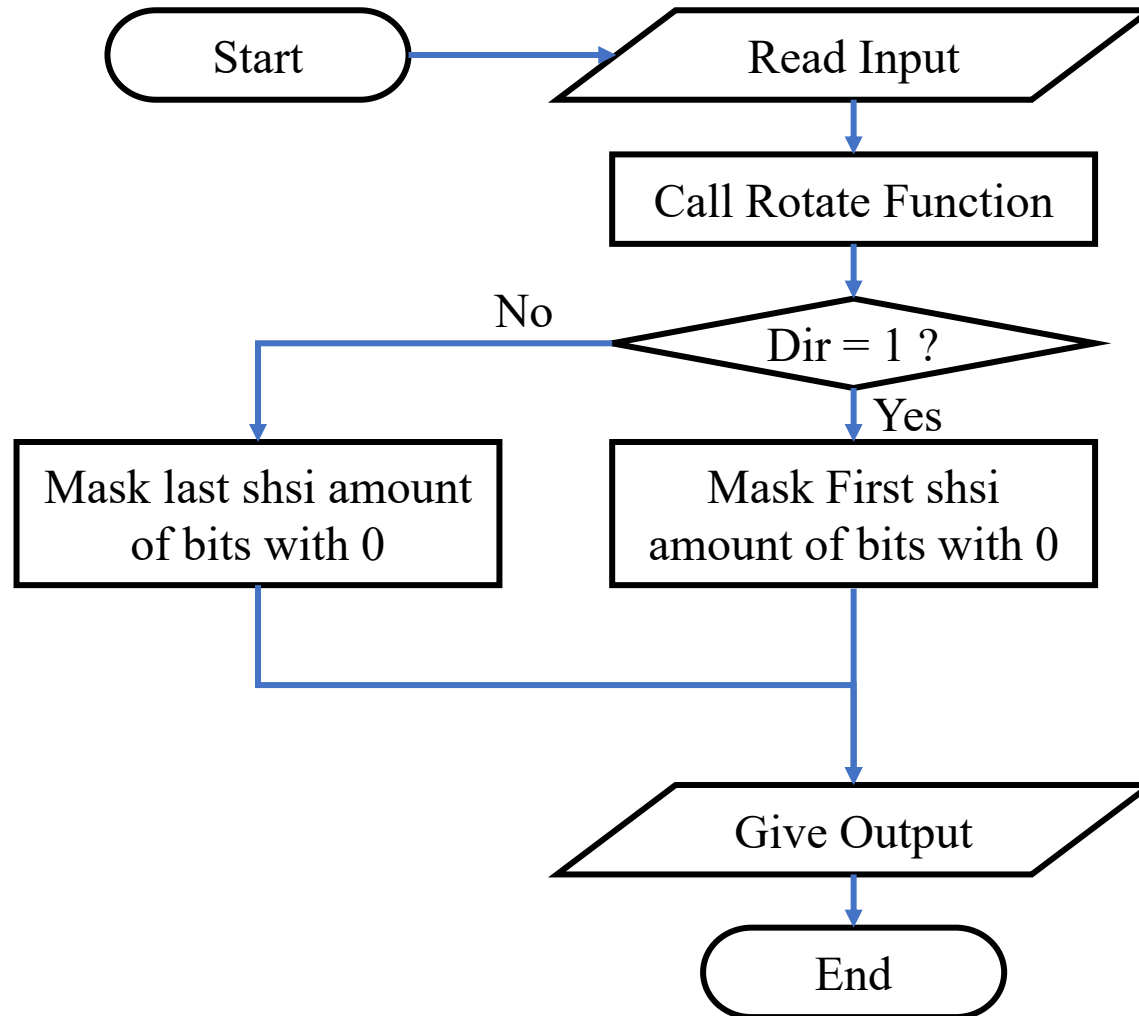 Start
Read Input
Call Rotate Function
Dir = 1 ?
No
Yes
Mask last shsi amount
of bits with 0
Mask First shsi
amount of bits with 0
Give Output
End